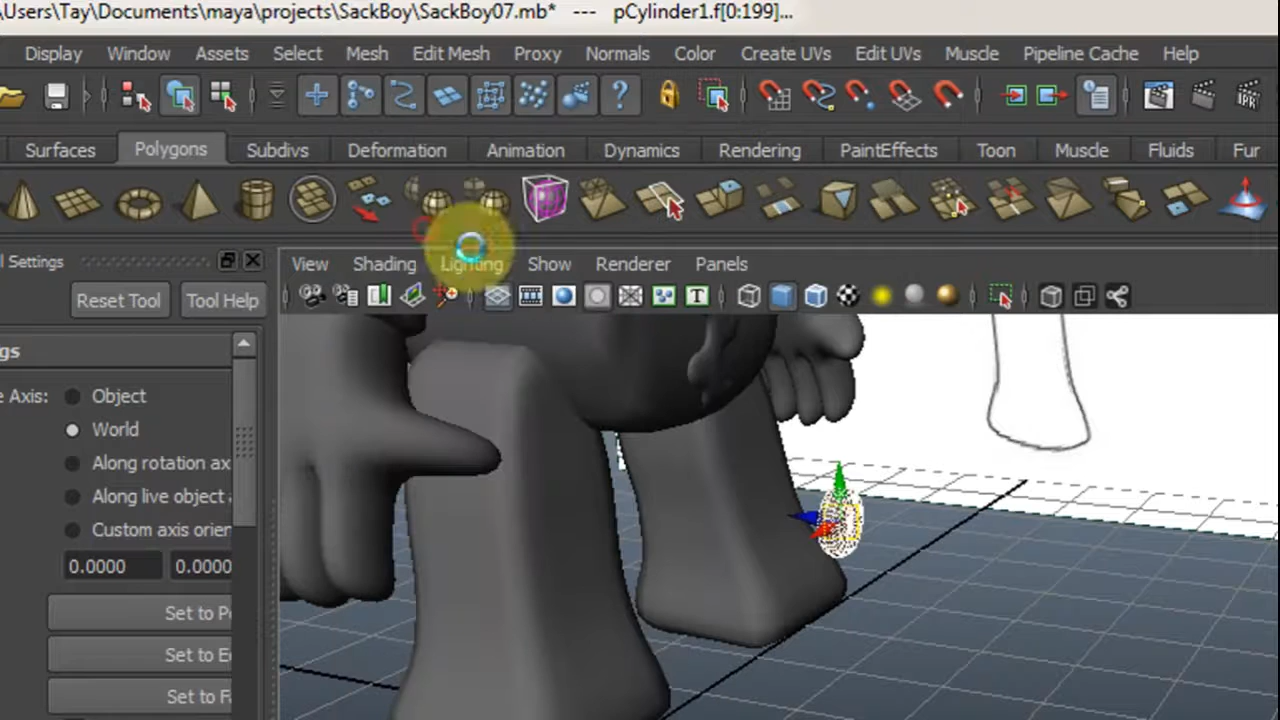 \Users\Tay\Documents\maya\projects\SackBoy\SackBoy07.mb*   ---   pCylinder1.f[0:199]...
Display Window Assets Select Mesh Edit Mesh Proxy Normals Color Create UVs Edit UVs Muscle Pipeline Cache Help
IPR
Surfaces Polygons Subdivs Deformation Animation Dynamics Rendering PaintEffects Toon Muscle Fluids Fur
l Settings
View Shading Lighting Show Renderer Panels
Reset Tool Tool Help
T
gs
e Axis: Object
World
Along rotation ax
Along live object a
Custom axis orien
0.0000 0.0000
Set to P
Set to E
Set to F